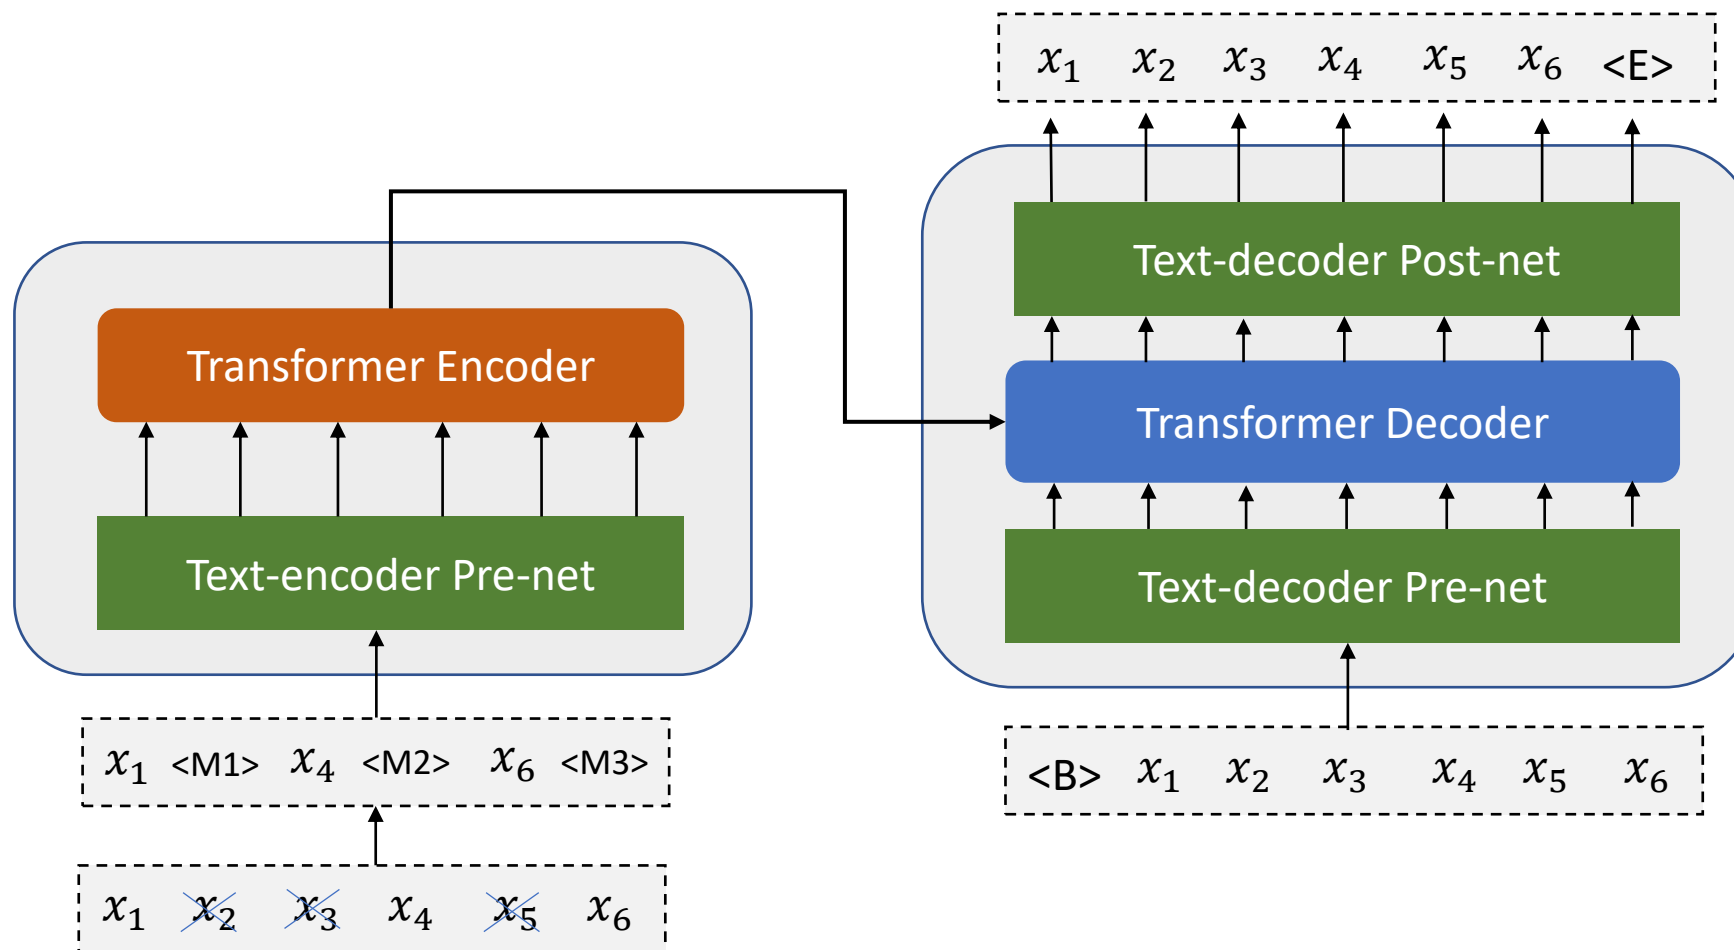 x₁ x₂ x₃ x₄ x₅ x₆ <E>
Text-decoder Post-net
Transformer Encoder
Transformer Decoder
Text-encoder Pre-net
Text-decoder Pre-net
x₁ <M1> x₄ <M2> x₆ <M3>
<B> x₁ x₂ x₃ x₄ x₅ x₆
x₁ x₂ x₃ x₄ x₅ x₆